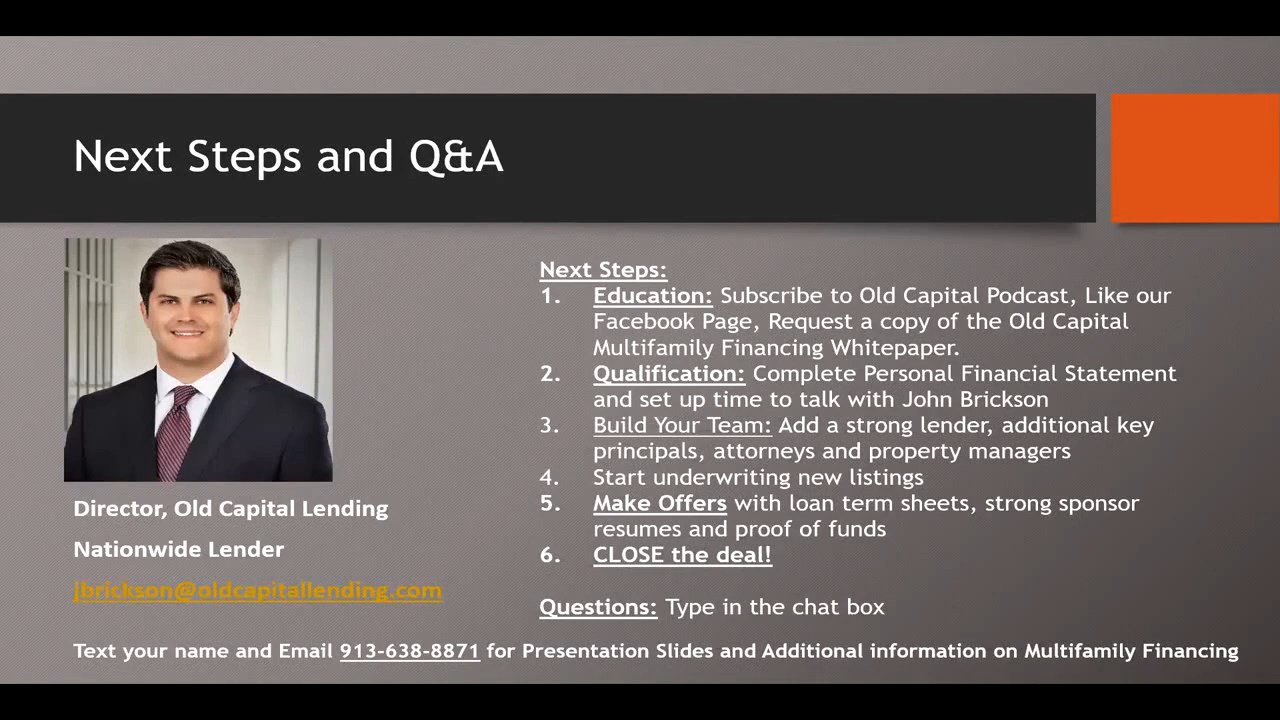 Next Steps and Q&A
Director, Old Capital Lending
Nationwide Lender
jbrickson@oldcapitallending.com
Next Steps:
1. Education: Subscribe to Old Capital Podcast, Like our
Facebook Page, Request a copy of the Old Capital
Multifamily Financing Whitepaper.
2. Qualification: Complete Personal Financial Statement
and set up time to talk with John Brickson
3. Build Your Team: Add a strong lender, additional key
principals, attorneys and property managers
4. Start underwriting new listings
5. Make Offers with loan term sheets, strong sponsor
resumes and proof of funds
6. CLOSE the deal!
Questions: Type in the chat box
Text your name and Email 913-638-8871 for Presentation Slides and Additional information on Multifamily Financing